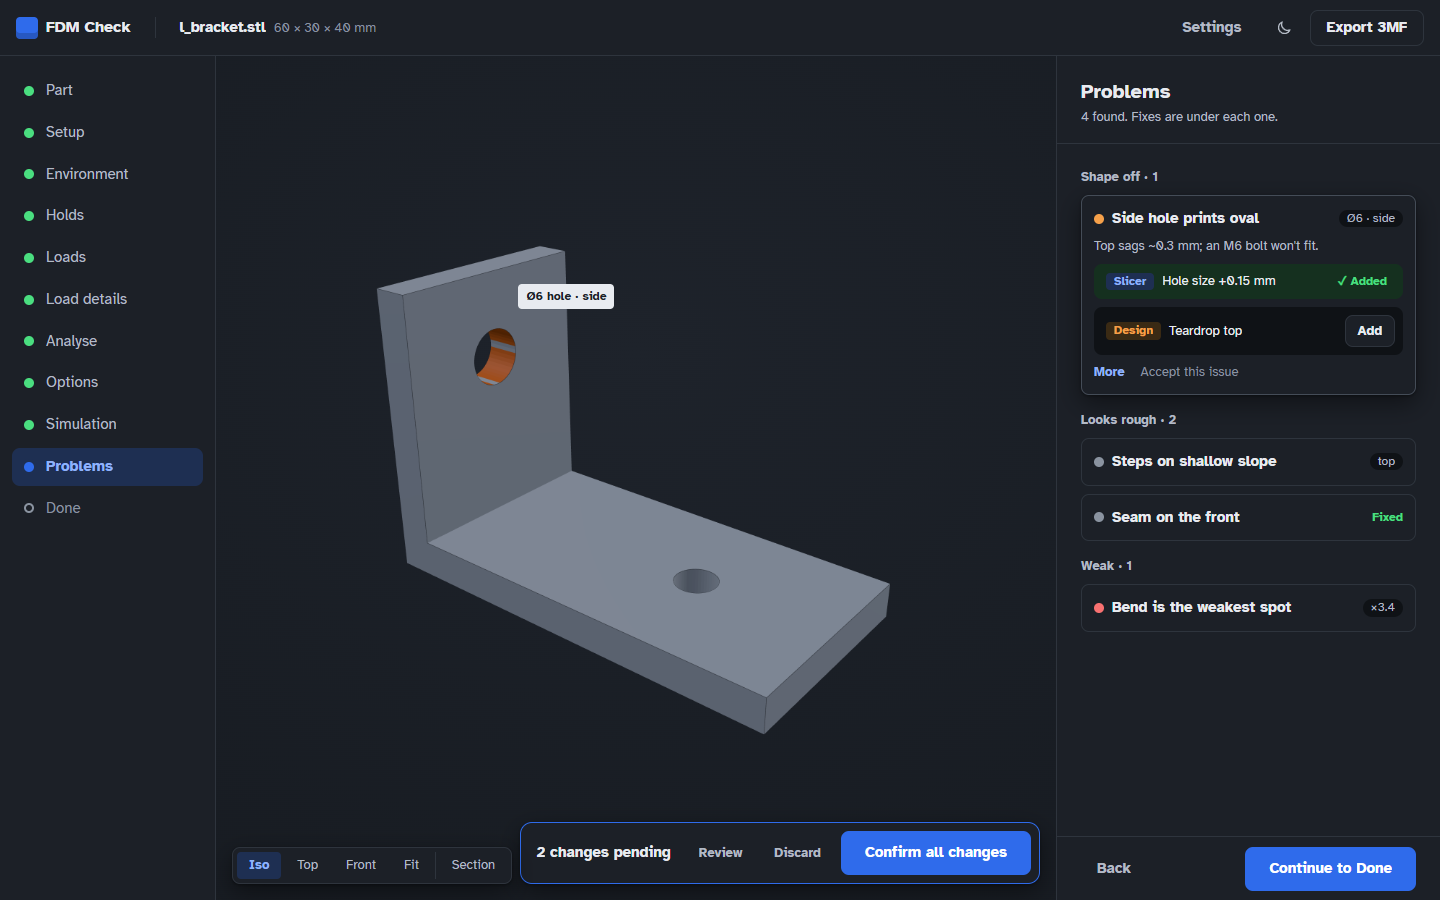 FDM Check
l_bracket.stl 60 × 30 × 40 mm
Settings
Export 3MF
Part
Setup
Environment
Holds
Loads
Load details
Analyse
Options
Simulation
Problems
Done
Ø6 hole · side
Iso
Top
Front
Fit
Section
2 changes pending
Review
Discard
Confirm all changes
Problems
4 found. Fixes are under each one.
Shape off · 1
Side hole prints oval
Ø6 · side
Top sags ~0.3 mm; an M6 bolt won't fit.
Slicer Hole size +0.15 mm ✓ Added
Design Teardrop top Add
More Accept this issue
Looks rough · 2
Steps on shallow slope top
Seam on the front Fixed
Weak · 1
Bend is the weakest spot ×3.4
Back
Continue to Done